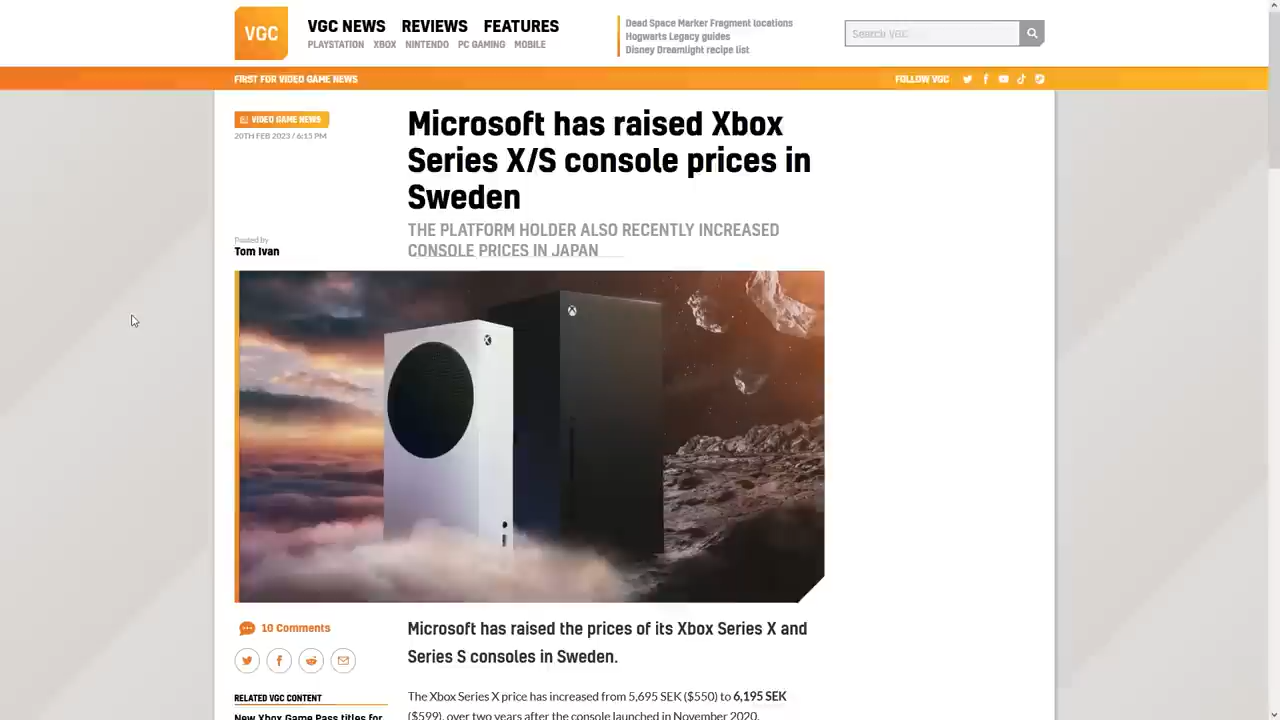 VGC
VGC NEWS REVIEWS FEATURES
PLAYSTATION XBOX NINTENDO PC GAMING MOBILE
Dead Space Marker Fragment locations
Hogwarts Legacy guides
Disney Dreamlight recipe list
Search VGC
FIRST FOR VIDEO GAME NEWS
FOLLOW VGC
VIDEO GAME NEWS
20TH FEB 2023 / 6:15 PM
Microsoft has raised Xbox
Series X/S console prices in
Sweden
THE PLATFORM HOLDER ALSO RECENTLY INCREASED
CONSOLE PRICES IN JAPAN
Posted by
Tom Ivan
10 Comments
Microsoft has raised the prices of its Xbox Series X and
Series S consoles in Sweden.
The Xbox Series X price has increased from 5,695 SEK ($550) to 6,195 SEK
($599), over two years after the console launched in November 2020.
RELATED VGC CONTENT
New Xbox Game Pass titles for